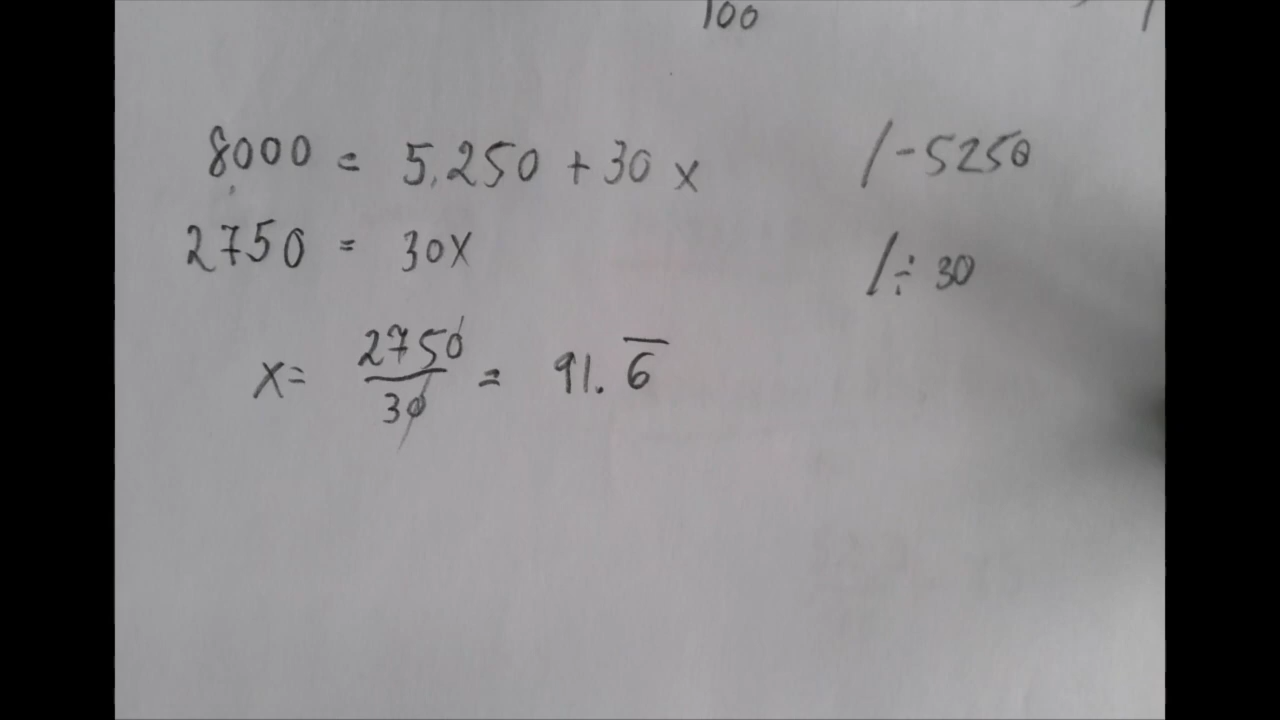 100
8000 = 5,250 + 30 x /-5250
2750 = 30x /÷ 30
x = 2750/30 = 91.6̅